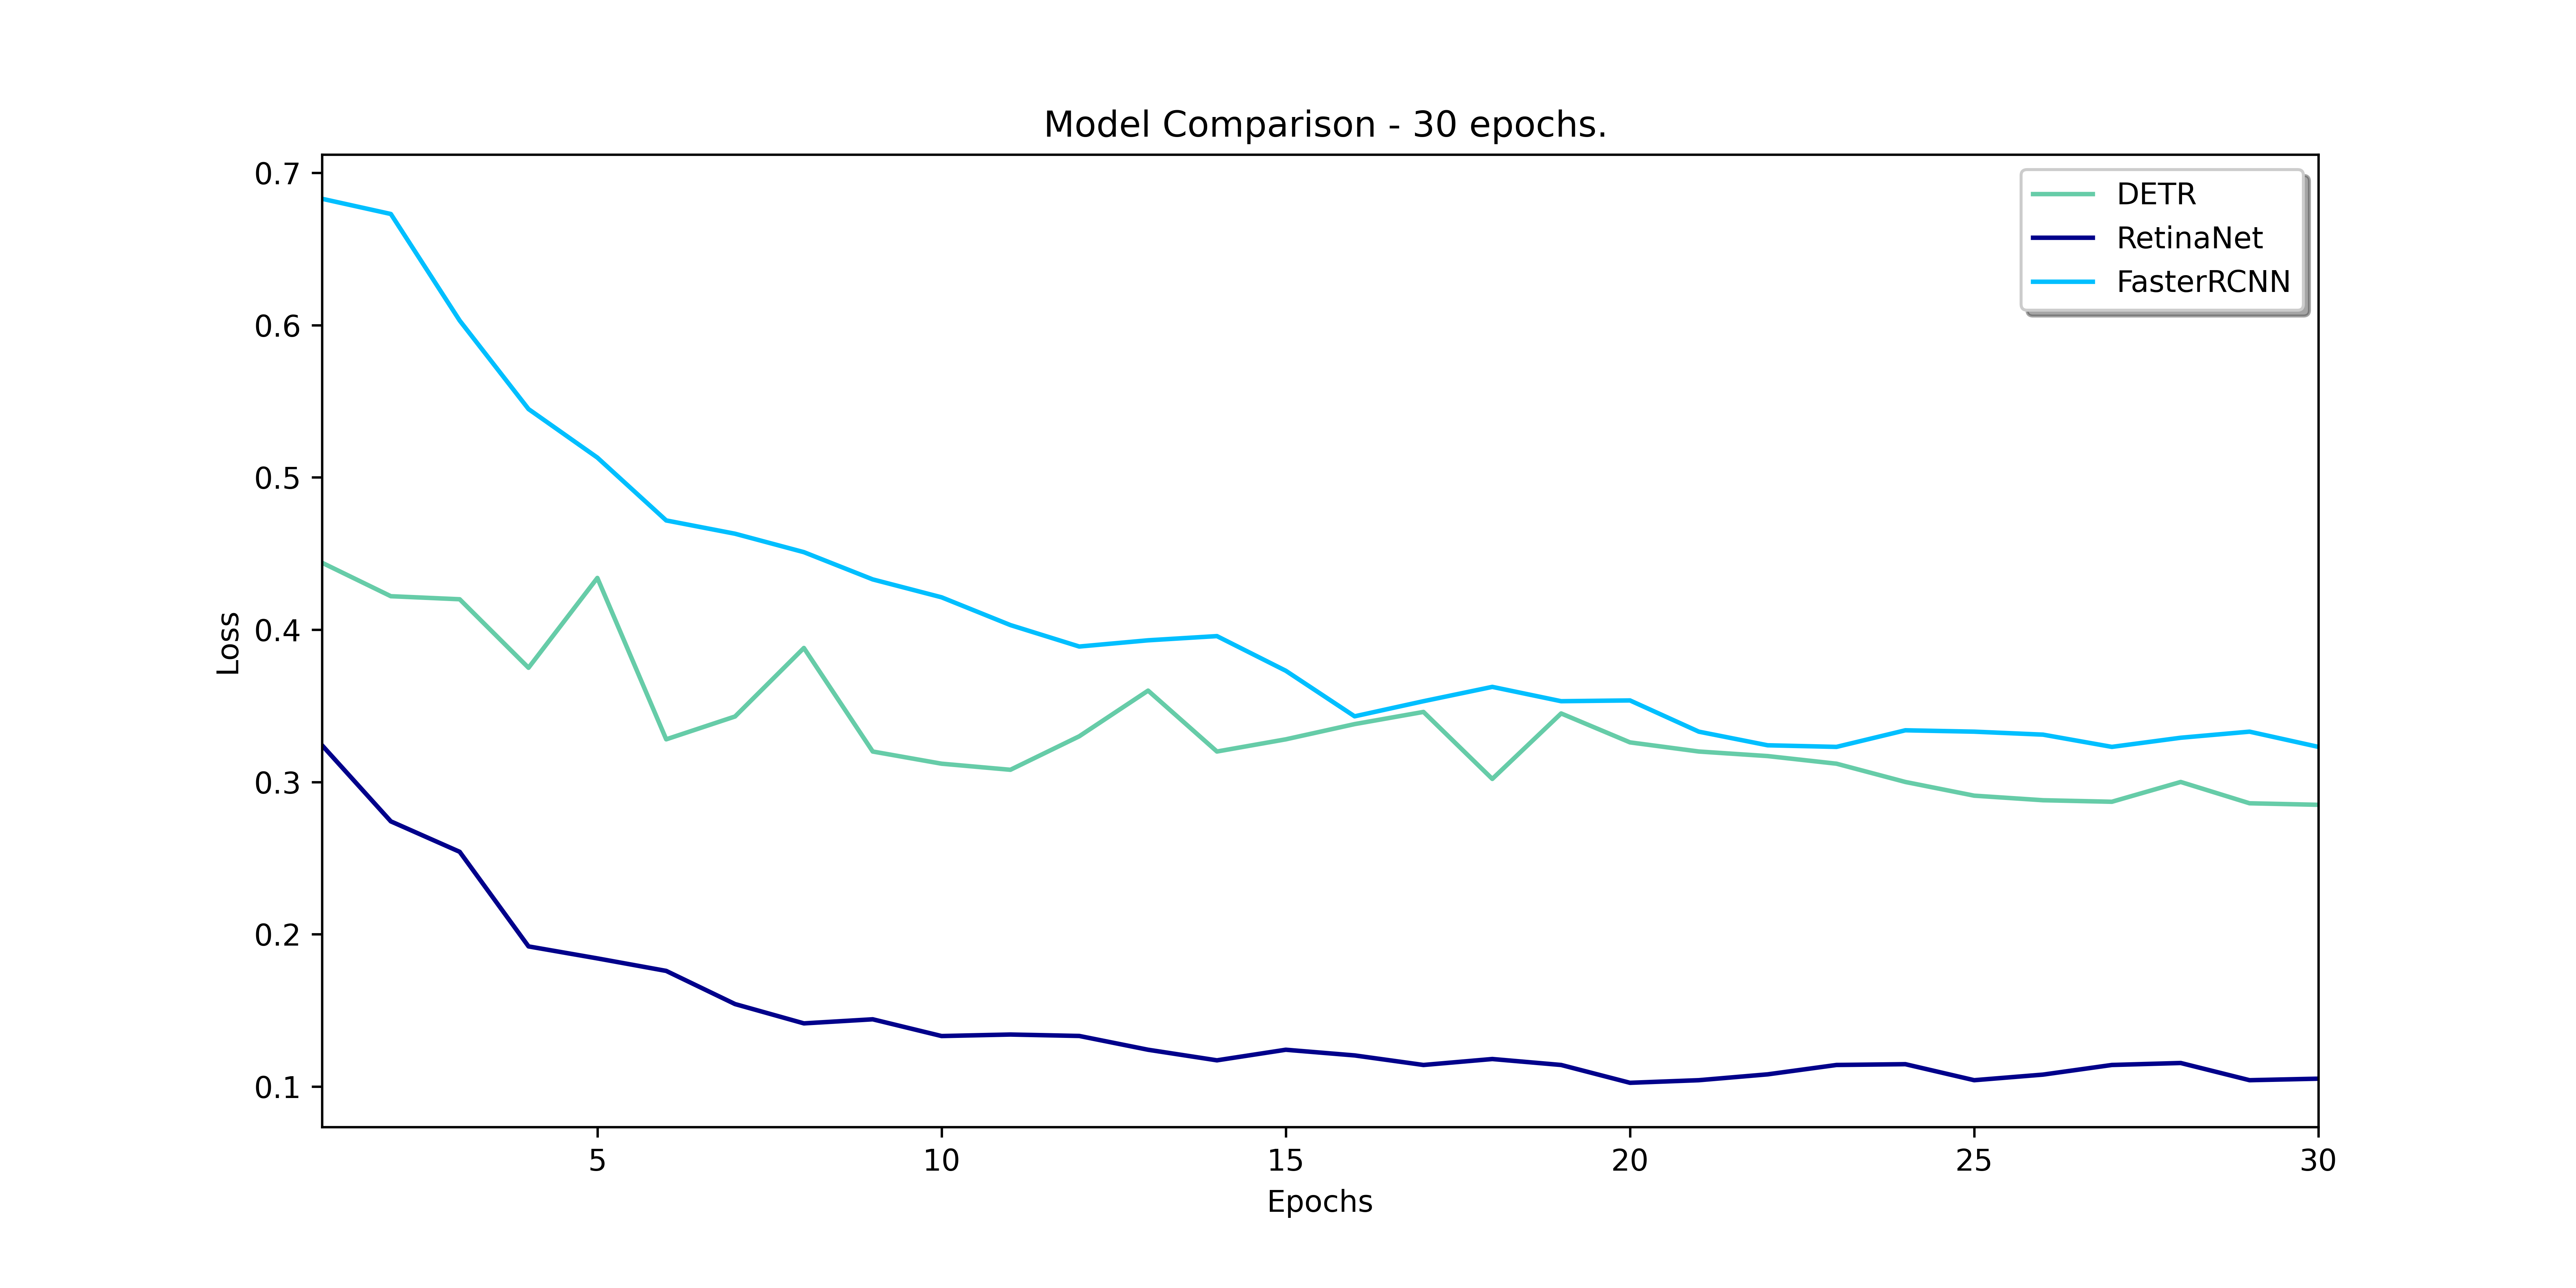 Model Comparison - 30 epochs.
DETR
RetinaNet
FasterRCNN
Loss
0.7
0.6
0.5
0.4
0.3
0.2
0.1
5 10 15 20 25 30
Epochs